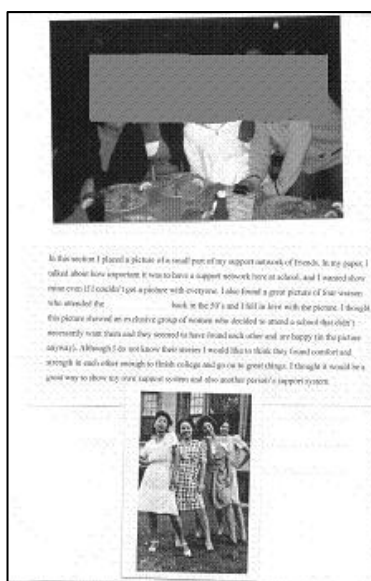 In this section I placed a picture of a small part of my support network of friends. In my paper, I
talked about how important it was to have a support network here at school, and I wanted show
mine even if I couldn't get a picture with everyone. I also found a great picture of four women
who attended the back in the 50's and I fell in love with the picture. I thought
this picture showed an exclusive group of women who decided to attend a school that didn't
necessarily want them and they seemed to have found each other and are happy (in the picture
anyway). Although I do not know their stories I would like to think they found comfort and
strength in each other enough to finish college and go on to great things. I thought it would be a
great way to show my own support system and also another person's support system.